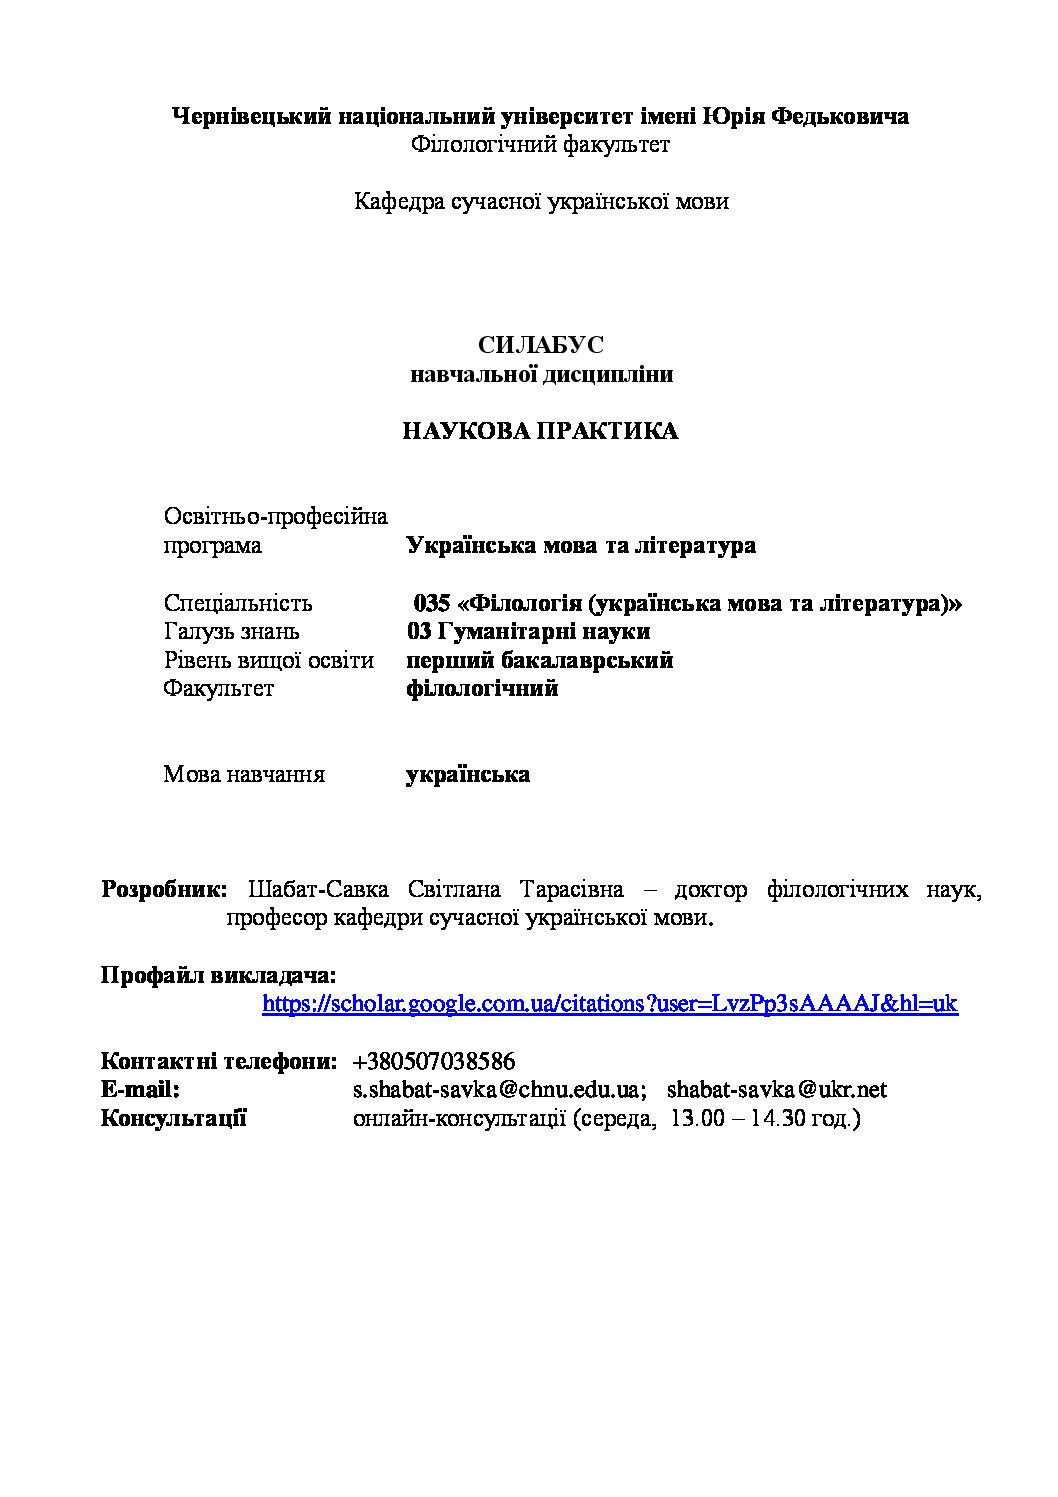 Чернівецький національний університет імені Юрія Федьковича
Філологічний факультет
Кафедра сучасної української мови
СИЛАБУС
навчальної дисципліни
НАУКОВА ПРАКТИКА
Освітньо-професійна
програма Українська мова та література
Спеціальність 035 «Філологія (українська мова та література)»
Галузь знань 03 Гуманітарні науки
Рівень вищої освіти перший бакалаврський
Факультет філологічний
Мова навчання українська
Розробник: Шабат-Савка Світлана Тарасівна – доктор філологічних наук,
професор кафедри сучасної української мови.
Профайл викладача:
https://scholar.google.com.ua/citations?user=LvzPp3sAAAAJ&hl=uk
Контактні телефони: +380507038586
E-mail: s.shabat-savka@chnu.edu.ua; shabat-savka@ukr.net
Консультації онлайн-консультації (середа, 13.00 – 14.30 год.)